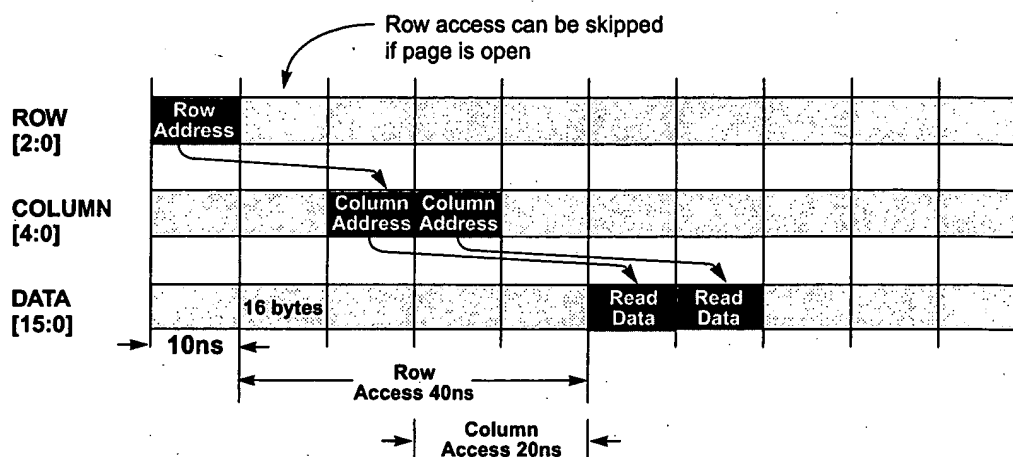 Row access can be skipped
if page is open
ROW
[2:0]
Row
Address
COLUMN
[4:0]
Column
Address
Column
Address
DATA
[15:0]
16 bytes
Read
Data
Read
Data
10ns
Row
Access 40ns
Column
Access 20ns